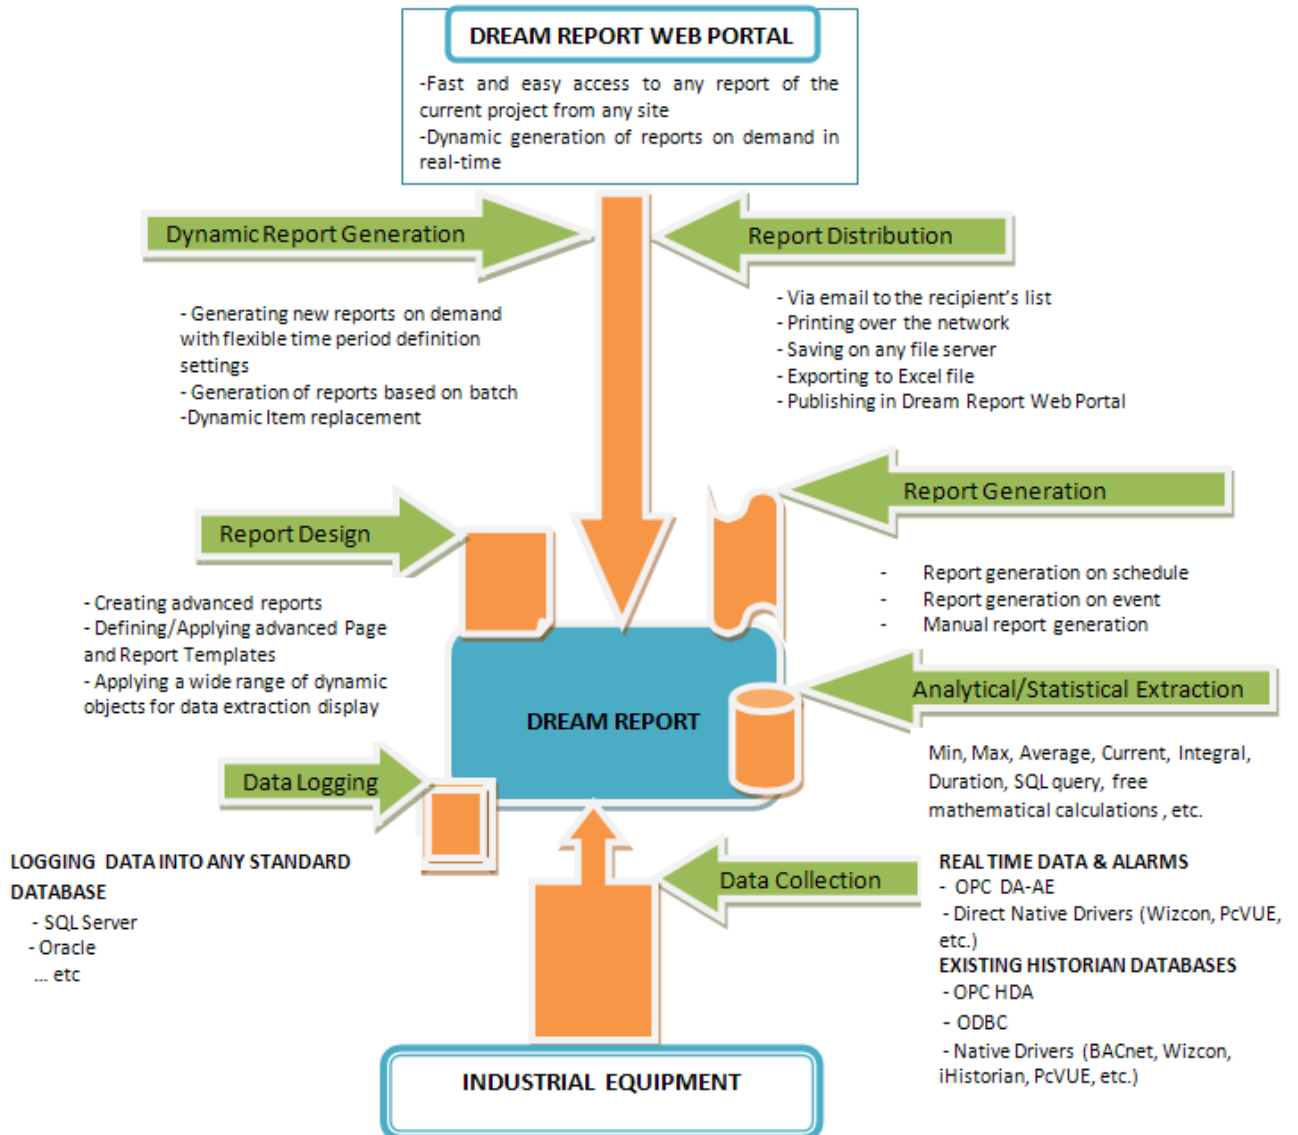 DREAM REPORT WEB PORTAL
-Fast and easy access to any report of the
current project from any site
-Dynamic generation of reports on demand in
real-time
Dynamic Report Generation
Report Distribution
- Generating new reports on demand
with flexible time period definition
settings
- Generation of reports based on batch
-Dynamic Item replacement
- Via email to the recipient's list
- Printing over the network
- Saving on any file server
- Exporting to Excel file
- Publishing in Dream Report Web Portal
Report Generation
Report Design
- Report generation on schedule
- Report generation on event
- Manual report generation
- Creating advanced reports
- Defining/Applying advanced Page
and Report Templates
- Applying a wide range of dynamic
objects for data extraction display
Analytical/Statistical Extraction
DREAM REPORT
Min, Max, Average, Current, Integral,
Duration, SQL query, free
mathematical calculations , etc.
Data Logging
LOGGING DATA INTO ANY STANDARD
DATABASE
- SQL Server
- Oracle
... etc
Data Collection
REAL TIME DATA & ALARMS
- OPC DA-AE
- Direct Native Drivers (Wizcon, PcVUE,
etc.)
EXISTING HISTORIAN DATABASES
- OPC HDA
- ODBC
- Native Drivers (BACnet, Wizcon,
iHistorian, PcVUE, etc.)
INDUSTRIAL EQUIPMENT